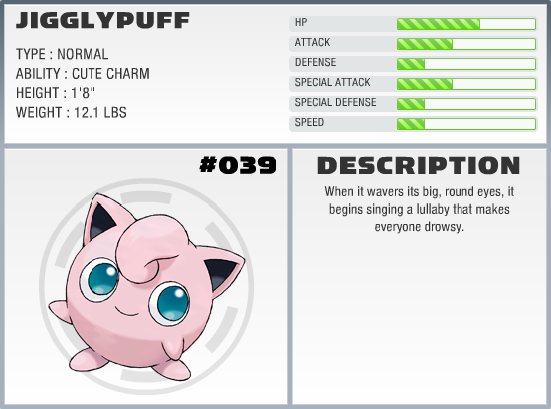 JIGGLYPUFF
TYPE : NORMAL
ABILITY : CUTE CHARM
HEIGHT : 1'8"
WEIGHT : 12.1 LBS
HP
ATTACK
DEFENSE
SPECIAL ATTACK
SPECIAL DEFENSE
SPEED
#039
DESCRIPTION
When it wavers its big, round eyes, it
begins singing a lullaby that makes
everyone drowsy.